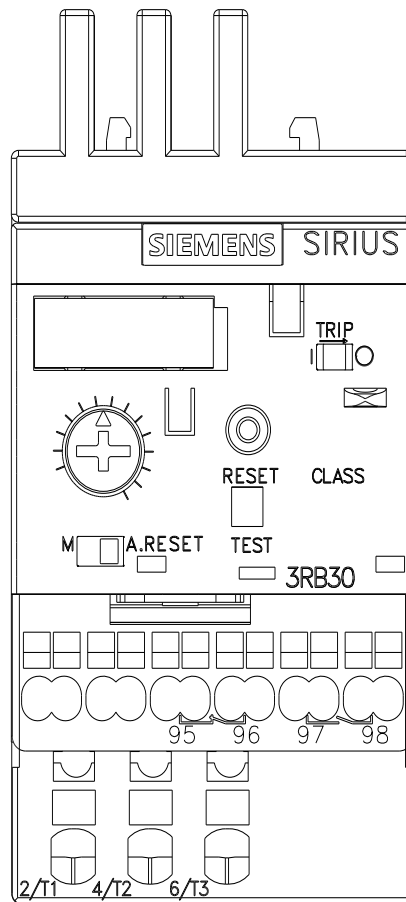 SIEMENS SIRIUS
TRIP
I O
RESET CLASS
M A.RESET TEST
3RB30
95 96 97 98
2/T1 4/T2 6/T3